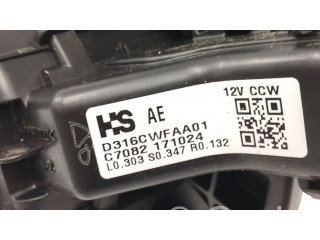 HS AE
12V CCW
D316CWFAA01
C7082 171024
L0.303 S0.347 R0.132